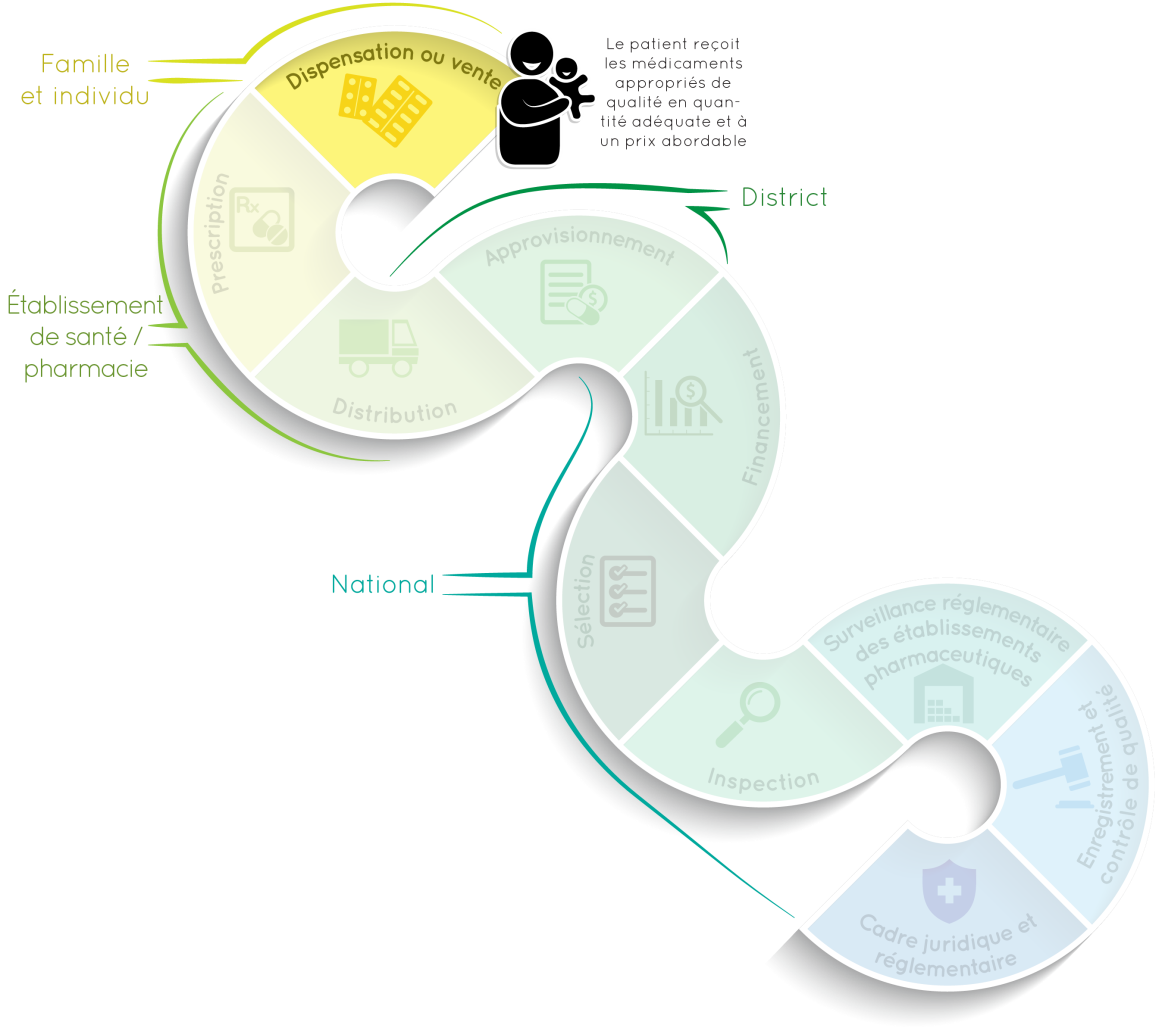 Famille
et individu
Dispensation ou vente
Le patient reçoit
les médicaments
appropriés de
qualité en quan-
tité adéquate et à
un prix abordable
Prescription
Rx
District
Approvisionnement
$
Établissement
de santé /
pharmacie
Distribution
Financement
$
National
Sélection
Inspection
Surveillance réglementaire
des établissements
pharmaceutiques
Enregistrement et
contrôle de qualité
Cadre juridique et
réglementaire